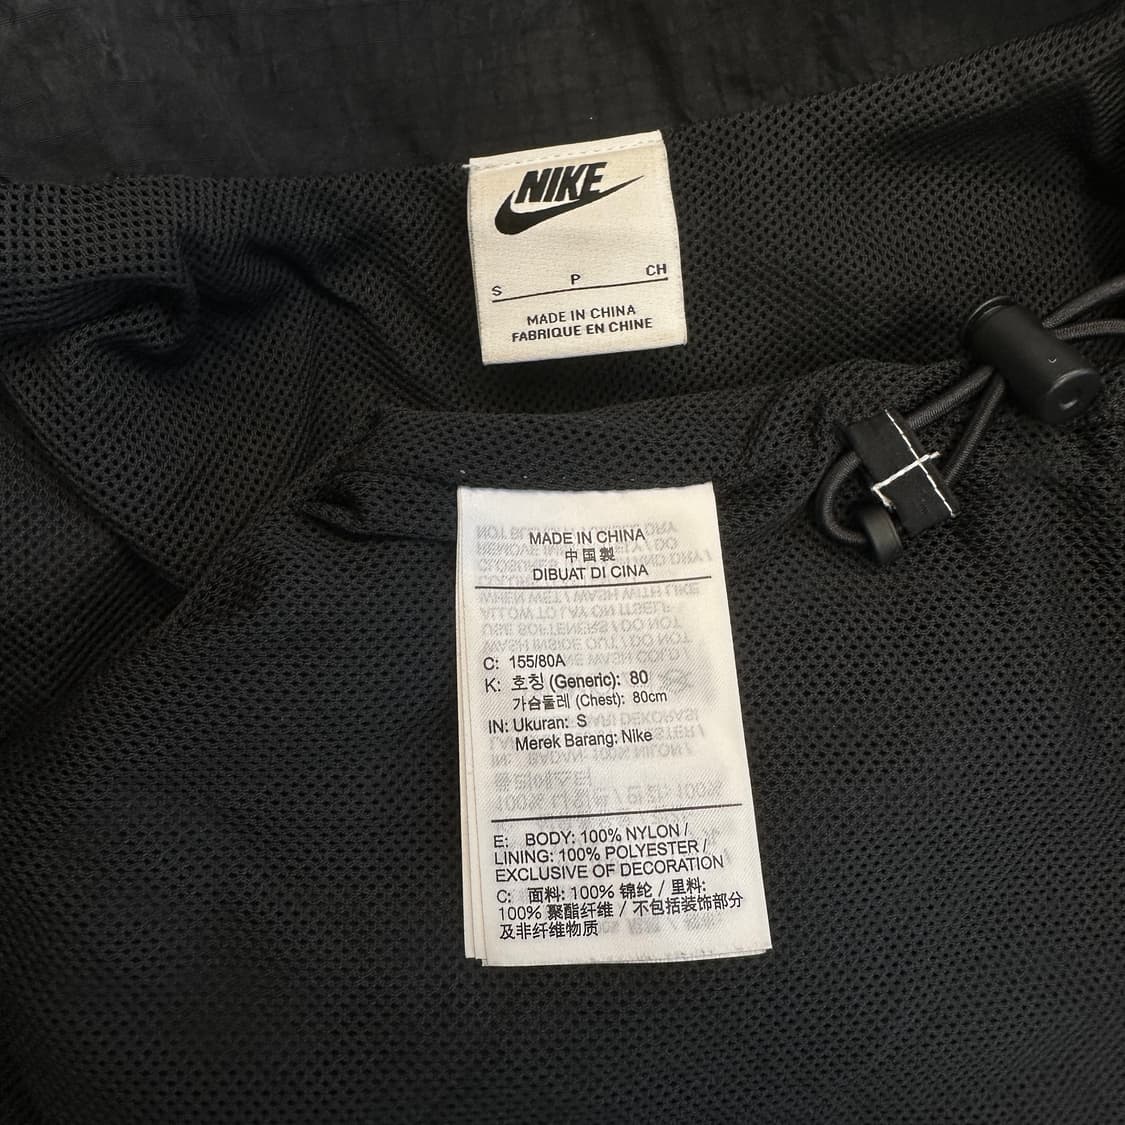 NIKE
S P CH
MADE IN CHINA
FABRIQUE EN CHINE
MADE IN CHINA
中国製
DIBUAT DI CINA
C: 155/80A
K: 호칭 (Generic): 80
가슴둘레 (Chest): 80cm
IN: Ukuran: S
Merek Barang: Nike
E: BODY: 100% NYLON /
LINING: 100% POLYESTER /
EXCLUSIVE OF DECORATION
C: 面料: 100% 锦纶 / 里料:
100% 聚酯纤维 / 不包括装饰部分
及非纤维物质